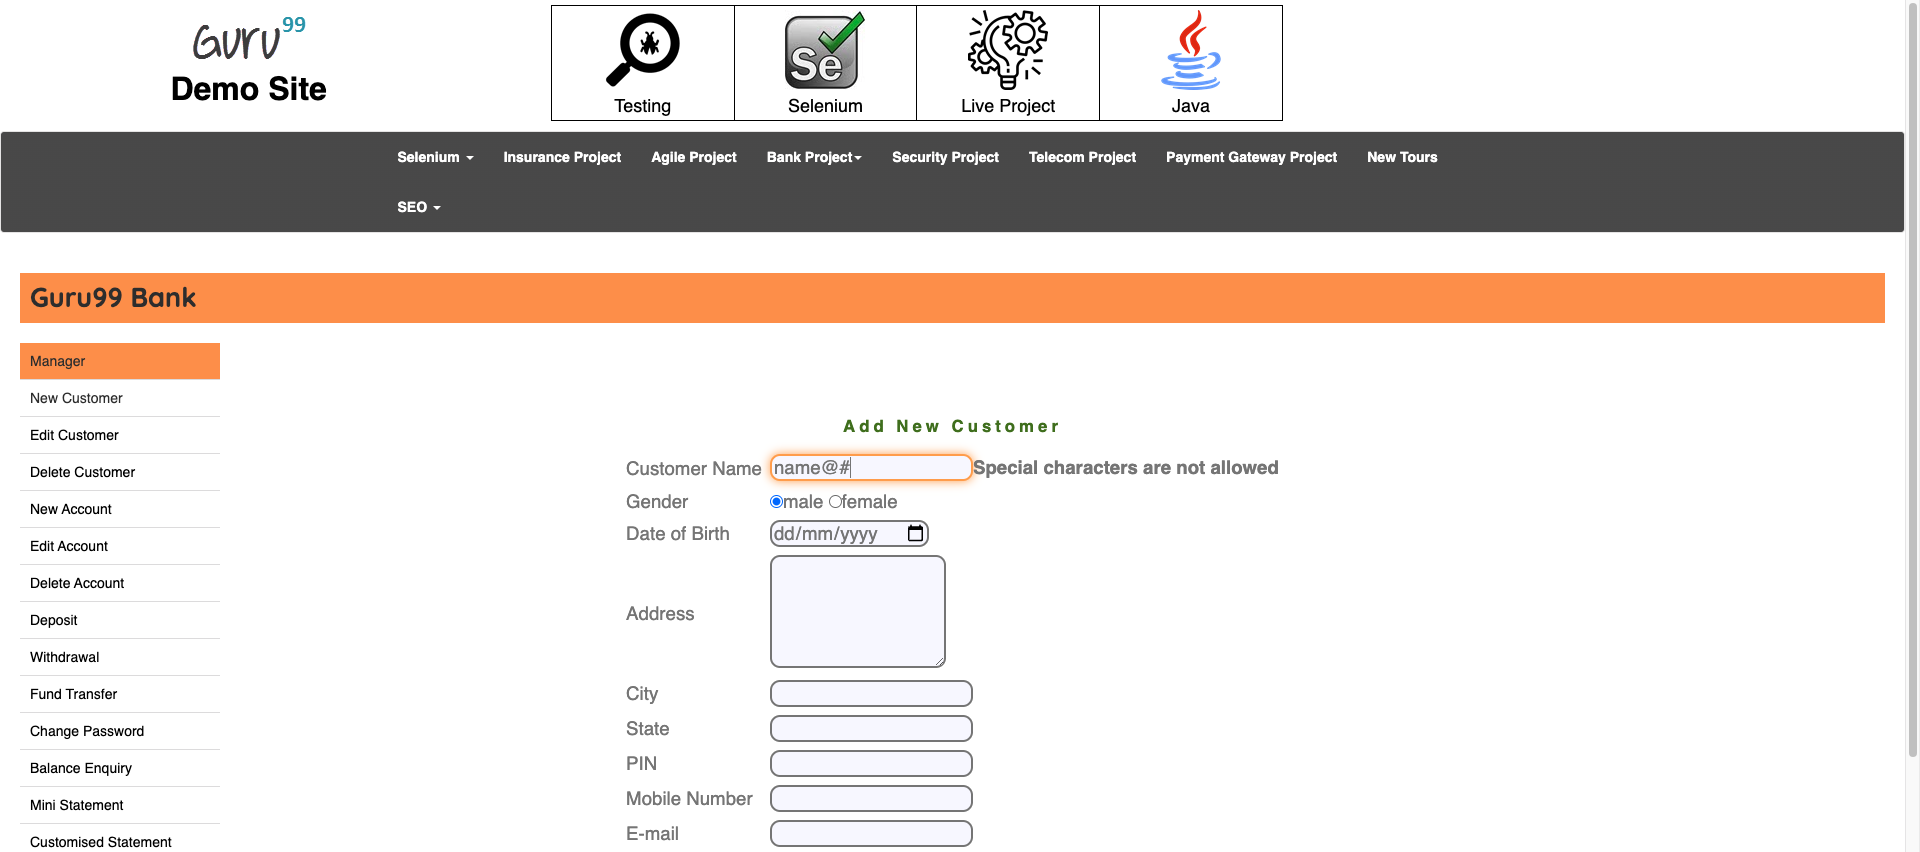 Guru99
Demo Site
Testing
Se
Selenium
Live Project
Java
Selenium
Insurance Project
Agile Project
Bank Project
Security Project
Telecom Project
Payment Gateway Project
New Tours
SEO
Guru99 Bank
Manager
New Customer
Edit Customer
Delete Customer
New Account
Edit Account
Delete Account
Deposit
Withdrawal
Fund Transfer
Change Password
Balance Enquiry
Mini Statement
Customised Statement
Add New Customer
Customer Name name@# Special characters are not allowed
Gender male female
Date of Birth dd/mm/yyyy
Address
City
State
PIN
Mobile Number
E-mail